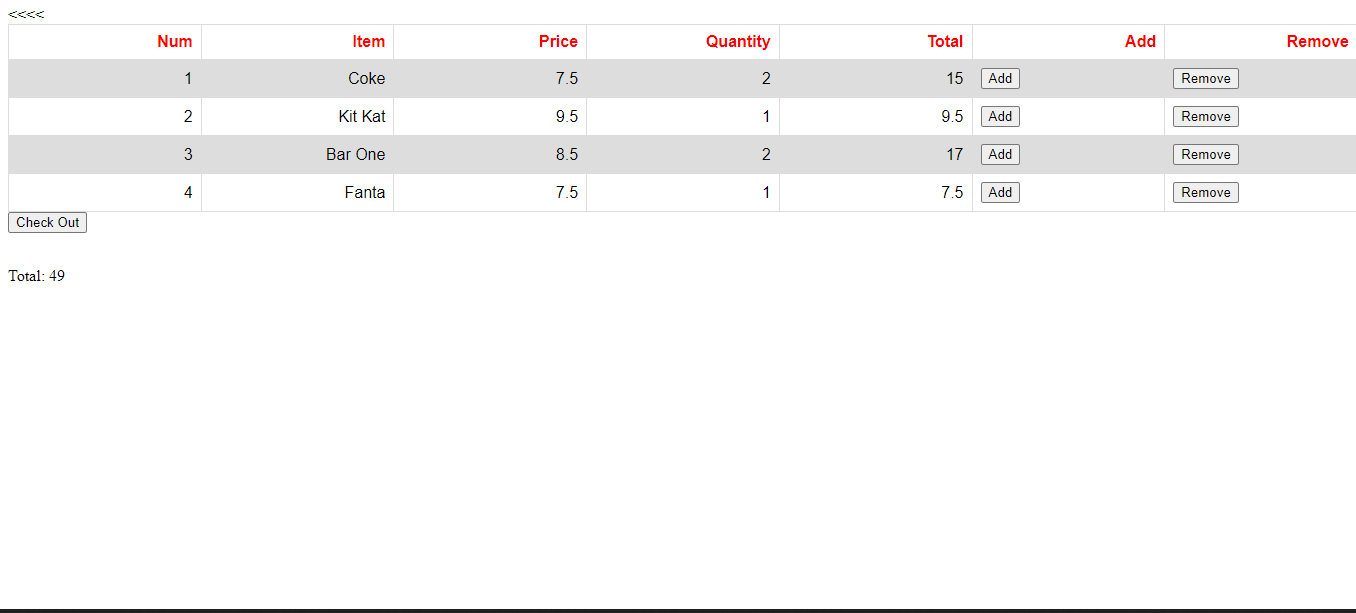 <<<<
Num Item Price Quantity Total Add Remove
1 Coke 7.5 2 15 Add Remove
2 Kit Kat 9.5 1 9.5 Add Remove
3 Bar One 8.5 2 17 Add Remove
4 Fanta 7.5 1 7.5 Add Remove
Check Out
Total: 49